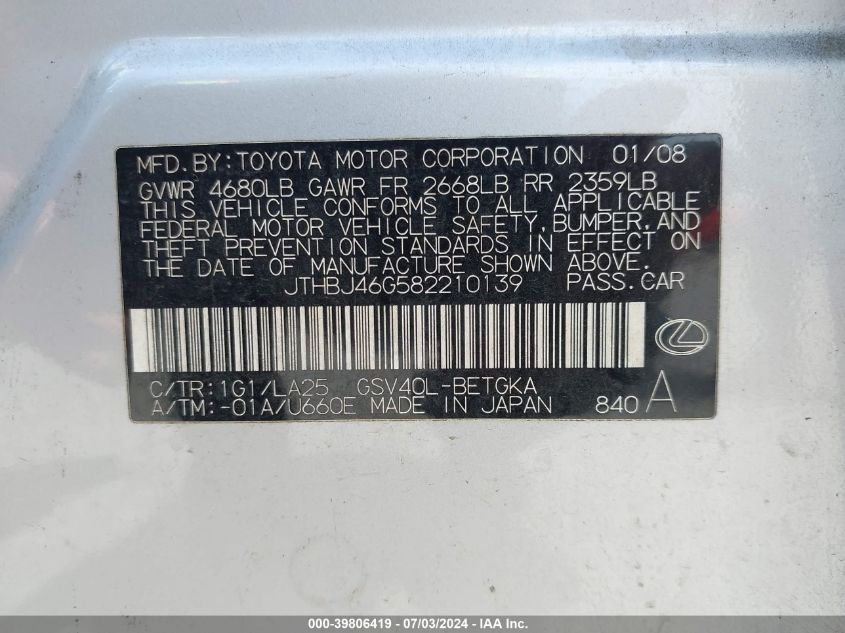 MFD.BY:TOYOTA MOTOR CORPORATION 01/08
GVWR 4680LB GAWR FR 2668LB RR 2359LB
THIS VEHICLE CONFORMS TO ALL APPLICABLE
FEDERAL MOTOR VEHICLE SAFETY,BUMPER,AND
THEFT PREVENTION STANDARDS IN EFFECT ON
THE DATE OF MANUFACTURE SHOWN ABOVE.
JTHBJ46G582210139 PASS.CAR
C/TR:1G1/LA25 GSV40L-BETGKA
A/TM:-01A/U660E MADE IN JAPAN 840 A
000-39806419 - 07/03/2024 - IAA Inc.